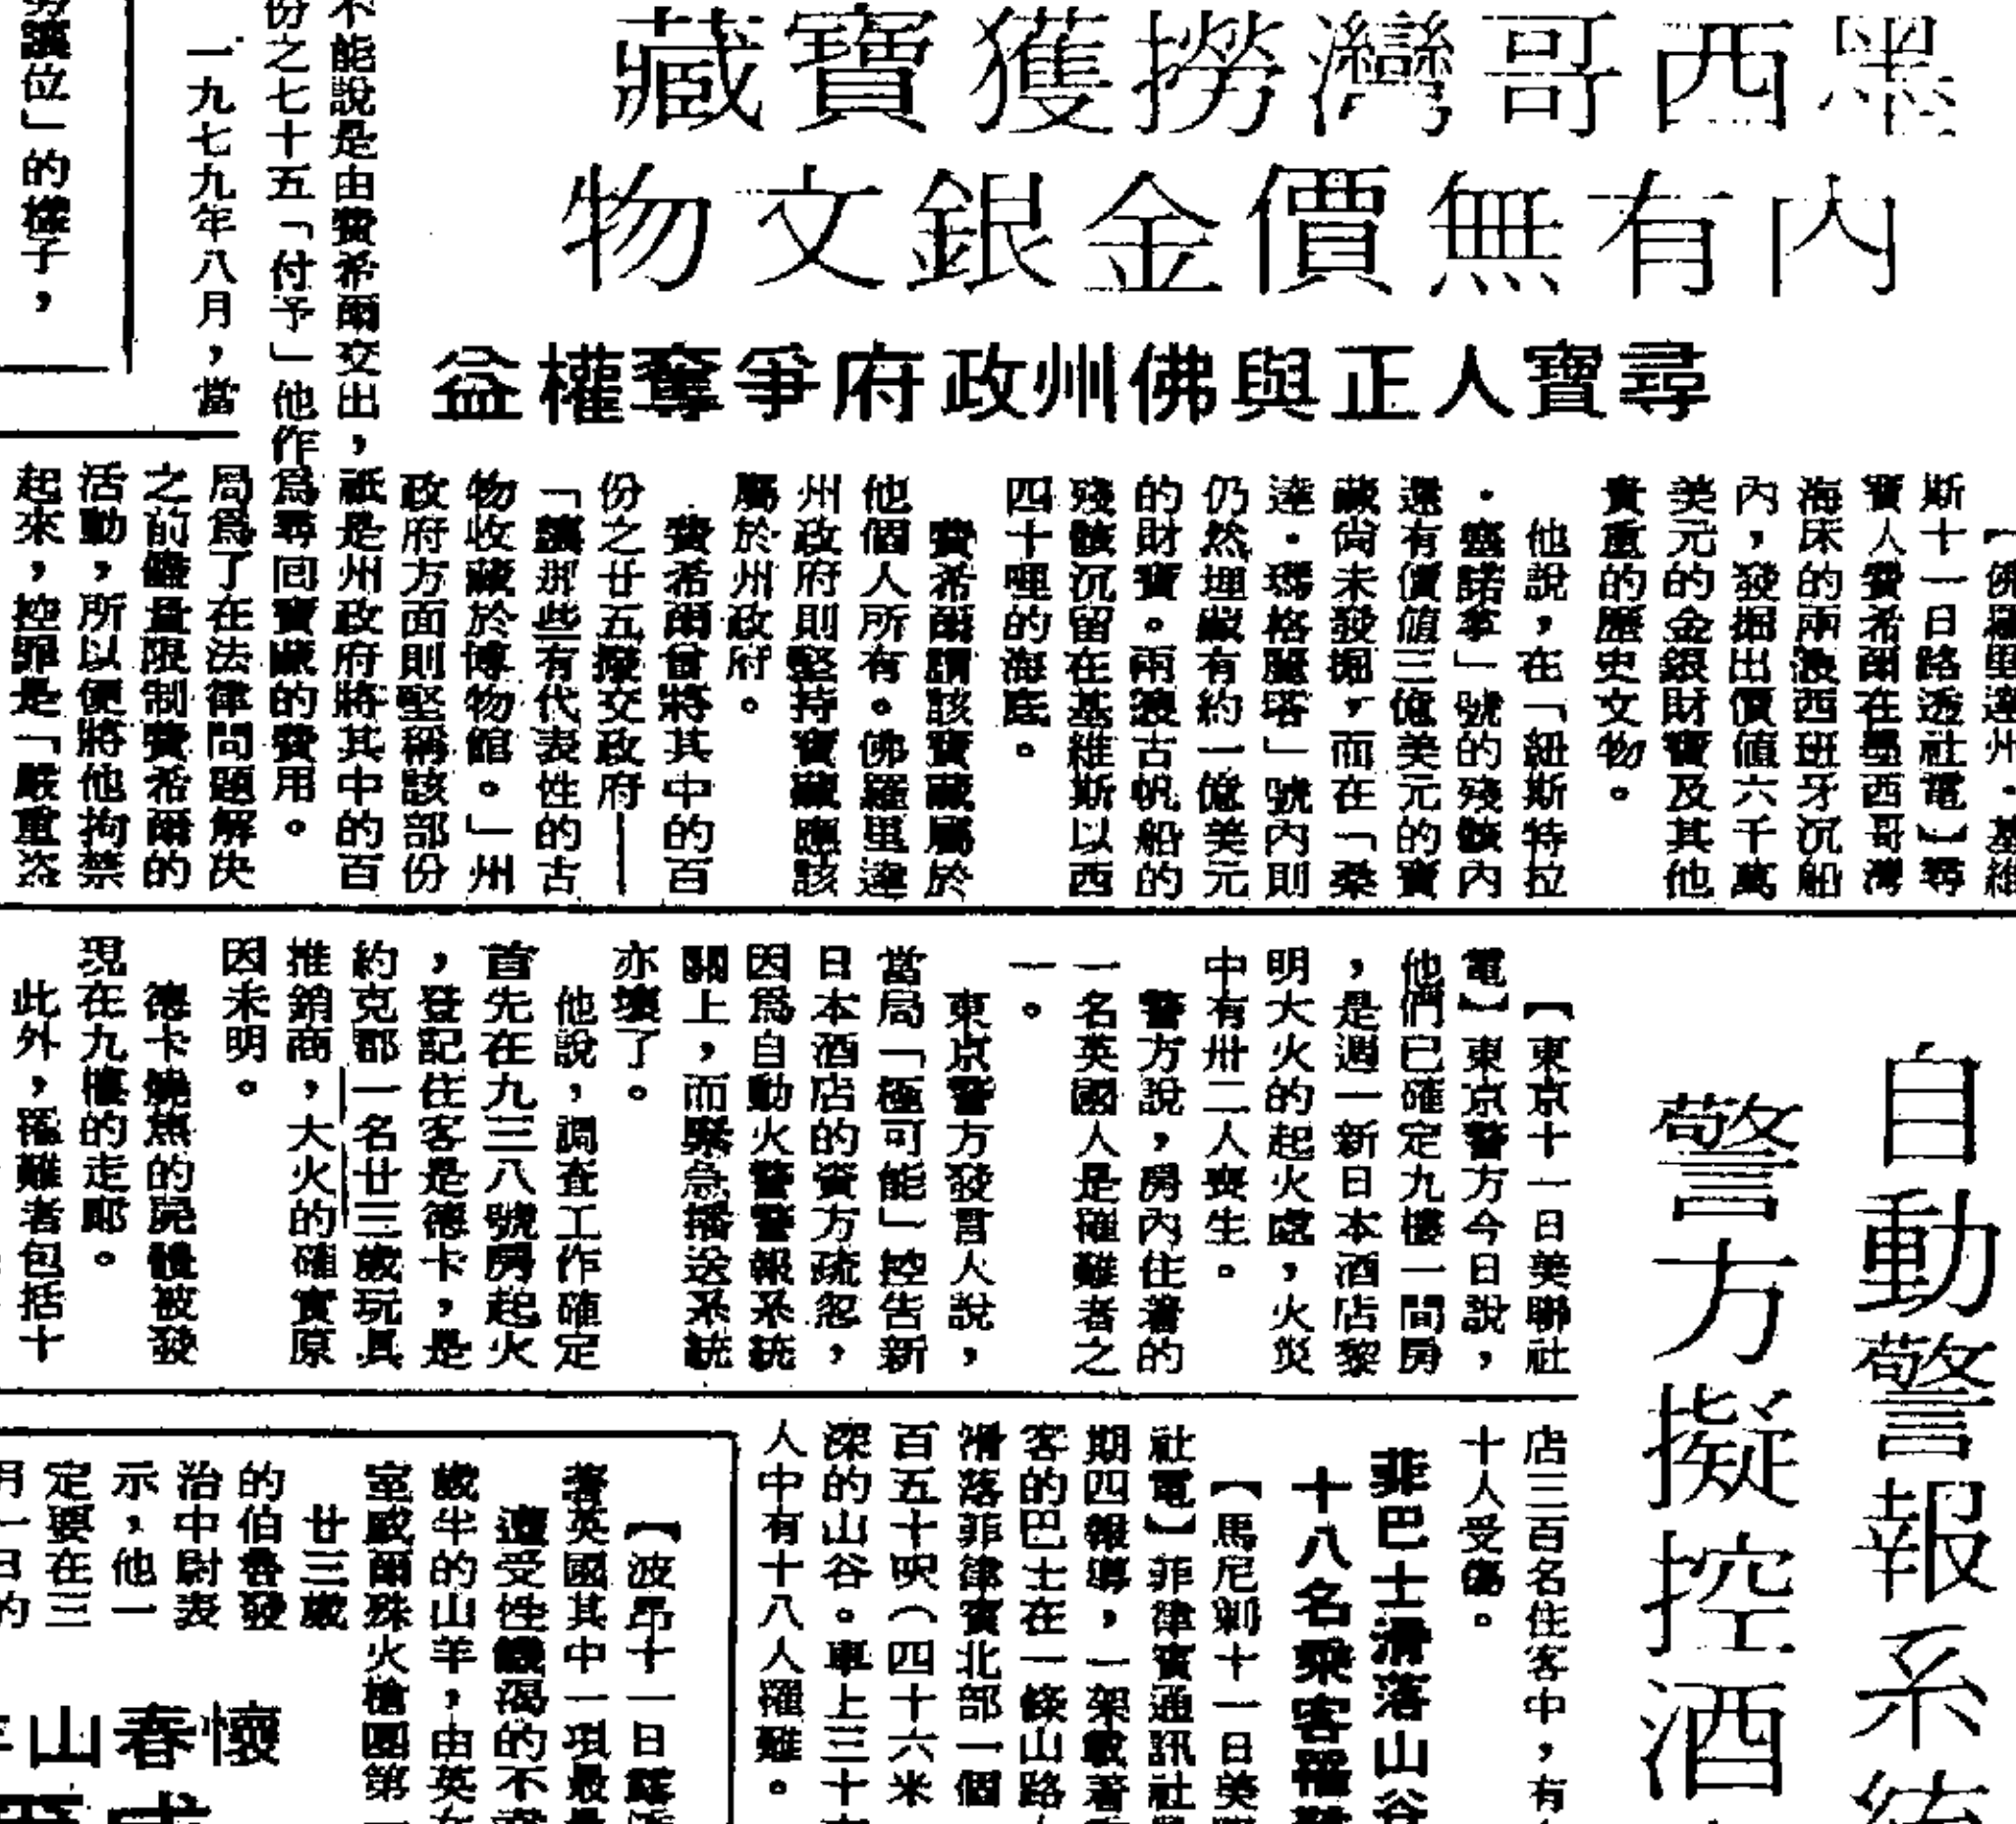 墨西哥灣撈獲寶藏
內有無價金銀文物
尋寶人正與佛州政府爭奪權益
【佛羅里達州·基維
斯十一日路透社電】尋
寶人費希爾在墨西哥灣
海床的兩艘西班牙沉船
內，發掘出價值六千萬
美元的金銀財寶及其他
貴重的歷史文物。
他說，在「紐斯特拉
·塞諾拿」號的殘骸內
還有價值三億美元的寶
藏尚未發掘，而在「桑
達·瑪格麗塔」號內則
仍然埋藏有約一億美元
的財寶。兩艘古帆船的
殘骸沉留在基維斯以西
四十哩的海底。
費希爾謂該寶藏屬於
他個人所有。佛羅里達
州政府則堅持寶藏應該
屬於州政府。
費希爾曾將其中的百
份之廿五撥交政府——
「讓那些有代表性的古
物收藏於博物館。」州
政府方面則堅稱該部份
不能說是由費希爾交出，
祇是州政府將其中的百
份之七十五「付予」他作
爲尋回寶藏的費用。
一九七九年八月，當
局爲了在法律問題解決
之前儘量限制費希爾的
活動，所以便將他拘禁
起來，控罪是「嚴重盜
讓位」的樣子，
自動警報系統
警方擬控酒
【東京十一日美聯社
電】東京警方今日說，
他們已確定九樓一間房
，是週一新日本酒店黎
明大火的起火處，火災
中有卅二人喪生。
警方說，房內住著的
一名英國人是罹難者之
一。
東京警方發言人說，
當局「極可能」控告新
日本酒店的資方疏忽，
因爲自動火警警報系統
關上，而緊急播送系統
亦壞了。
他說，調查工作確定
首先在九三八號房起火
，登記住客是德卡，是
約克郡一名廿三歲玩具
推銷商，大火的確實原
因未明。
德卡燒焦的屍體被發
現在九樓的走廊。
此外，罹難者包括十
店三百名住客中，有
十人受傷。
菲巴士滑落山谷
十八名乘客罹難
【馬尼剌十一日美聯
社電】菲律賓通訊社
期四報導，一架載著
客的巴士在一條山路
滑落菲律賓北部一個
百五十呎（四十六米
深的山谷。車上三十
人中有十八人罹難。
【波昂十一日
著英國其中一項最
遭受性饑渴的不
歲半的山羊，由英
室威爾殊火槍團第一
廿三歲
的伯魯發
治中尉表
示，他一
定要在三
月一日的
懷春山